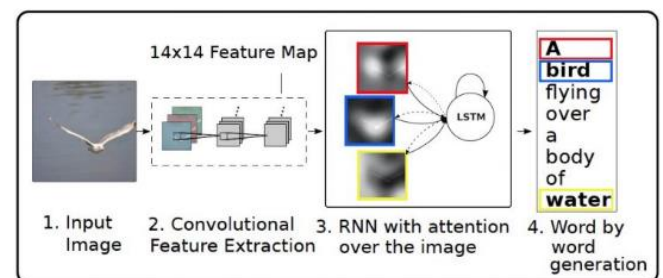 14x14 Feature Map
LSTM
A
bird
flying
over
a
body
of
water
1. Input
Image
2. Convolutional
Feature Extraction
3. RNN with attention
over the image
4. Word by
word
generation